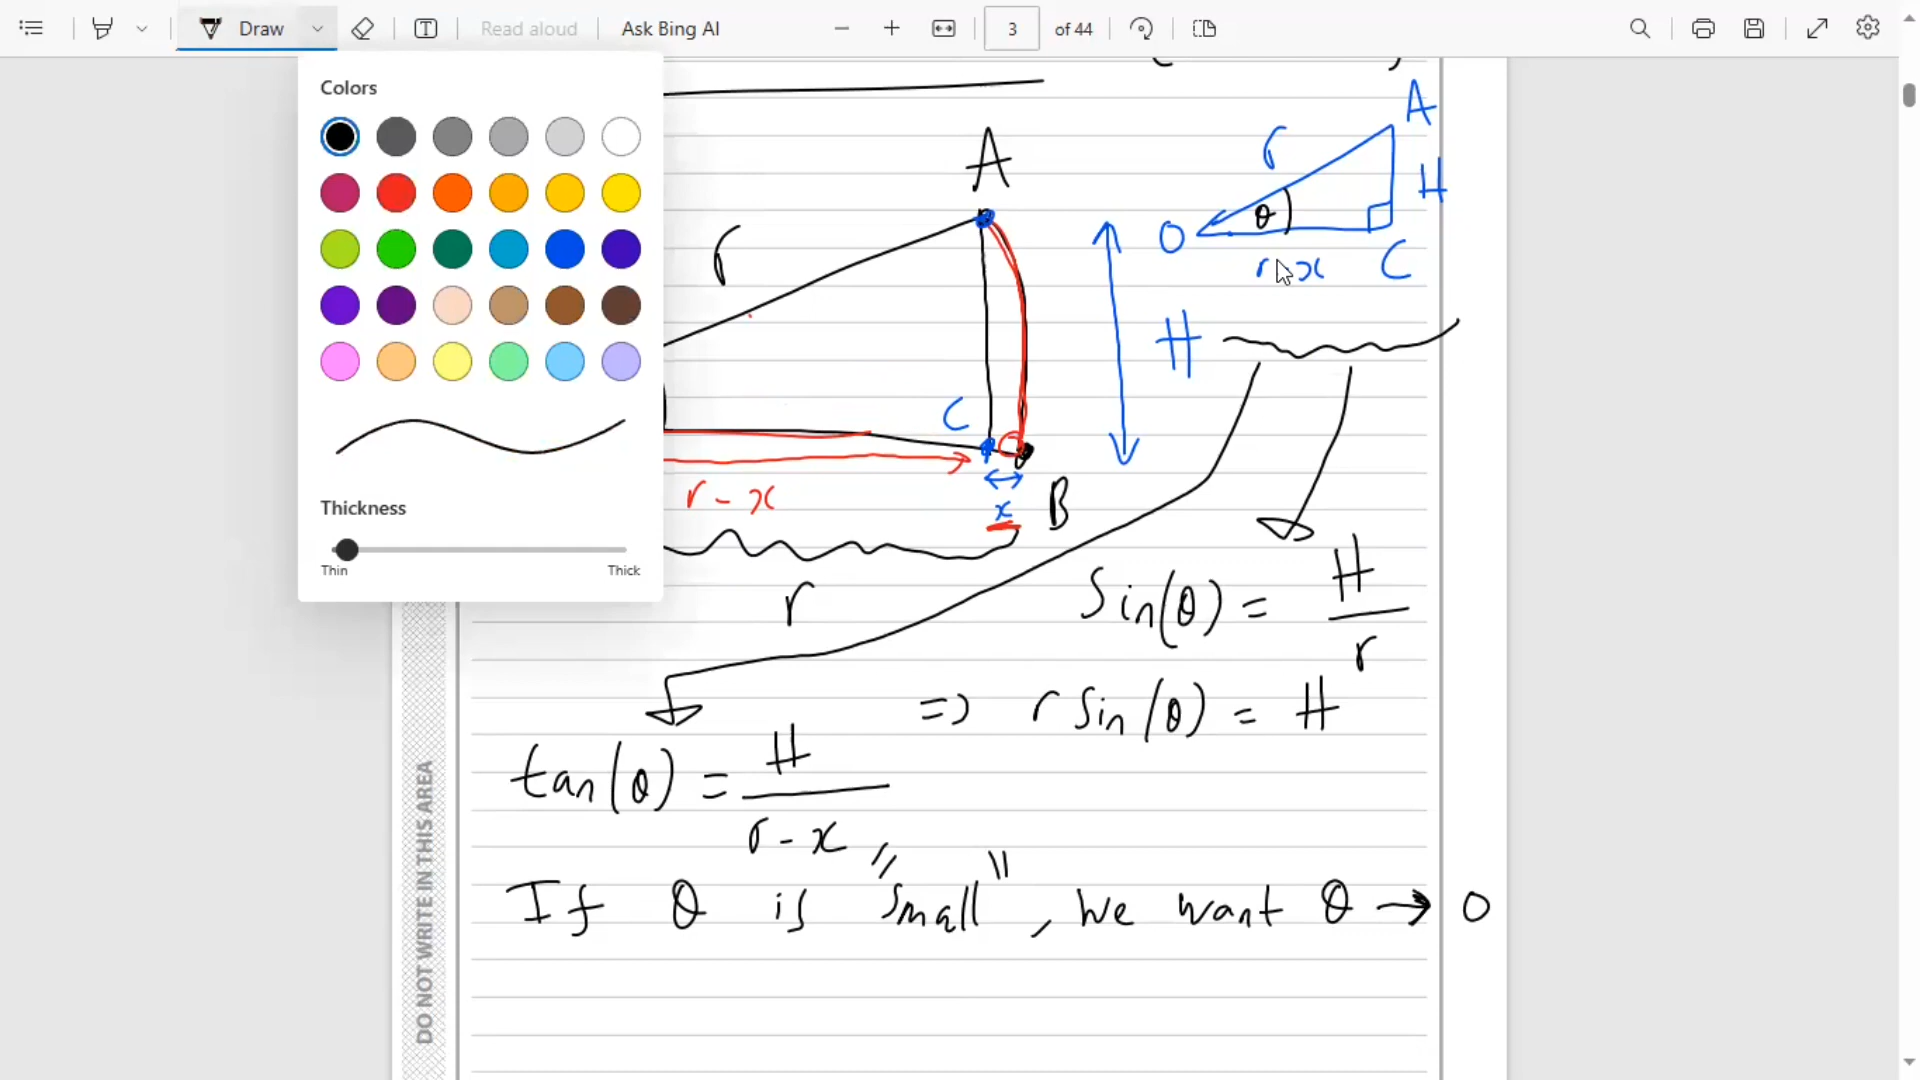 Draw
T
Read aloud
Ask Bing AI
3
of 44
Colors
Thickness
Thin
Thick
A
r
C
r - x
x
B
r
H
A
r
H
θ
O
C
r - x
Sin(θ) = H / r
=> r Sin(θ) = H
tan(θ) = H / r - x
If θ is "Small", we want θ → 0
DO NOT WRITE IN THIS AREA